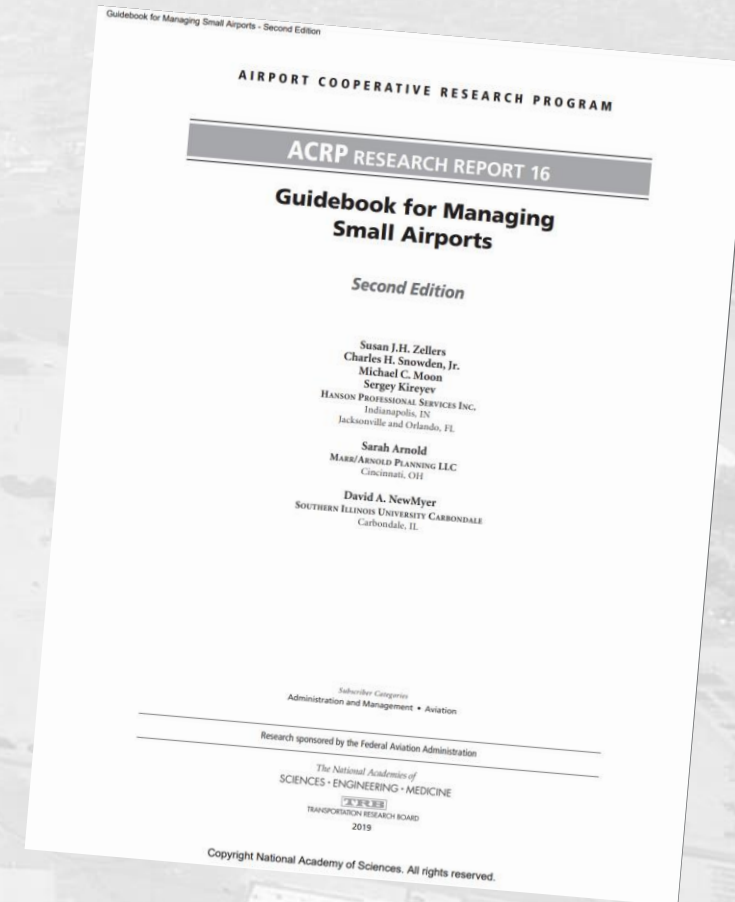 Guidebook for Managing Small Airports - Second Edition
AIRPORT COOPERATIVE RESEARCH PROGRAM
ACRP RESEARCH REPORT 16
Guidebook for Managing
Small Airports
Second Edition
Susan J.H. Zellers
Charles H. Snowden, Jr.
Michael C. Moon
Sergey Kireyev
HANSON PROFESSIONAL SERVICES INC.
Indianapolis, IN
Jacksonville and Orlando, FL
Sarah Arnold
MARR/ARNOLD PLANNING LLC
Cincinnati, OH
David A. NewMyer
SOUTHERN ILLINOIS UNIVERSITY CARBONDALE
Carbondale, IL
Subscriber Categories
Administration and Management • Aviation
Research sponsored by the Federal Aviation Administration
The National Academies of
SCIENCES • ENGINEERING • MEDICINE
TRB
TRANSPORTATION RESEARCH BOARD
2019
Copyright National Academy of Sciences. All rights reserved.